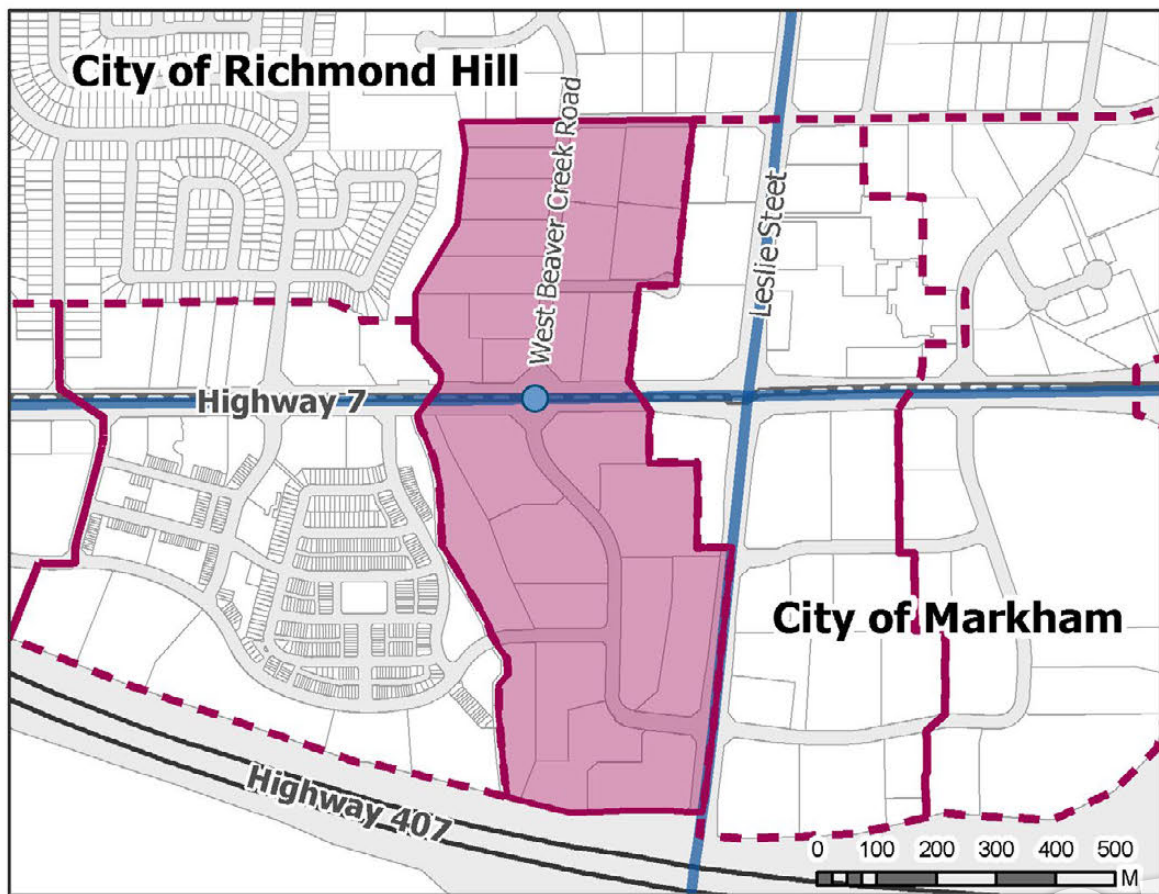 City of Richmond Hill
West Beaver Creek Road
Leslie Steet
Highway 7
City of Markham
Highway 407
0 100 200 300 400 500
M